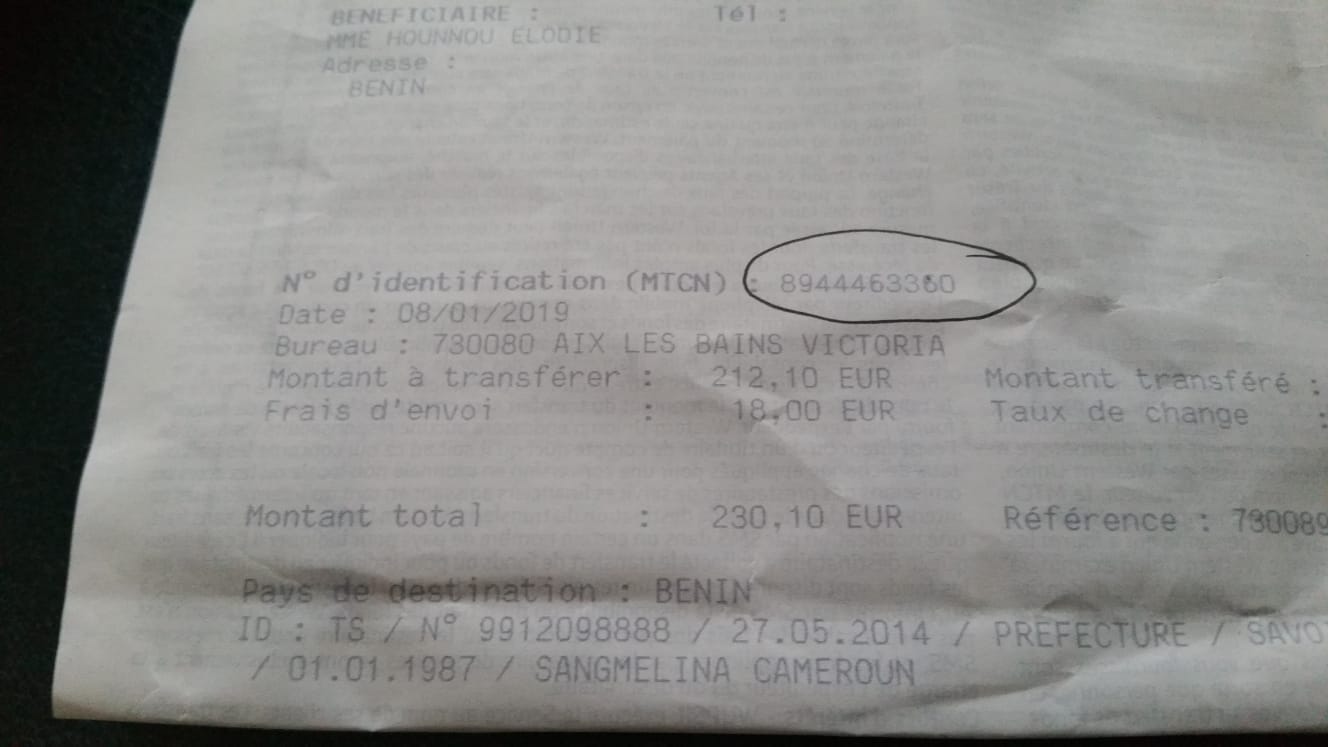 BENEFICIAIRE : Tél :
MME HOUNNOU ELODIE
Adresse :
BENIN
N° d'identification (MTCN) : 8944463360
Date : 08/01/2019
Bureau : 730080 AIX LES BAINS VICTORIA
Montant à transférer : 212,10 EUR Montant transféré :
Frais d'envoi : 18,00 EUR Taux de change :
Montant total : 230,10 EUR Référence : 730089
Pays de destination : BENIN
ID : TS / N° 9912098888 / 27.05.2014 / PREFECTURE / SAVO
/ 01.01.1987 / SANGMELINA CAMEROUN